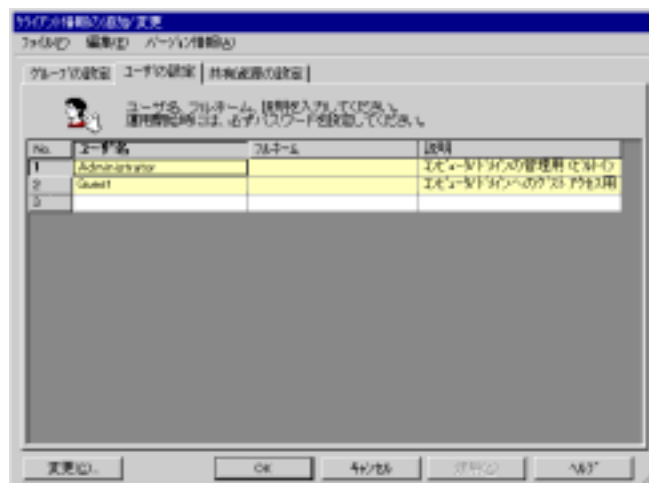 クライアント情報の追加/変更
ファイル(F) 編集(E) バージョン情報(A)
グループの設定 ユーザの設定 共有資源の設定
ユーザ名、フルネーム、説明を入力してください。
運用開始時には、必ずパスワードを設定してください。
No. ユーザ名 フルネーム 説明
1 Administrator コンピュータ/ドメインの管理用 (ビルトイン)
2 Guest コンピュータ/ドメインへのゲスト アクセス用
3
変更(C)... OK キャンセル 適用(A) ヘルプ